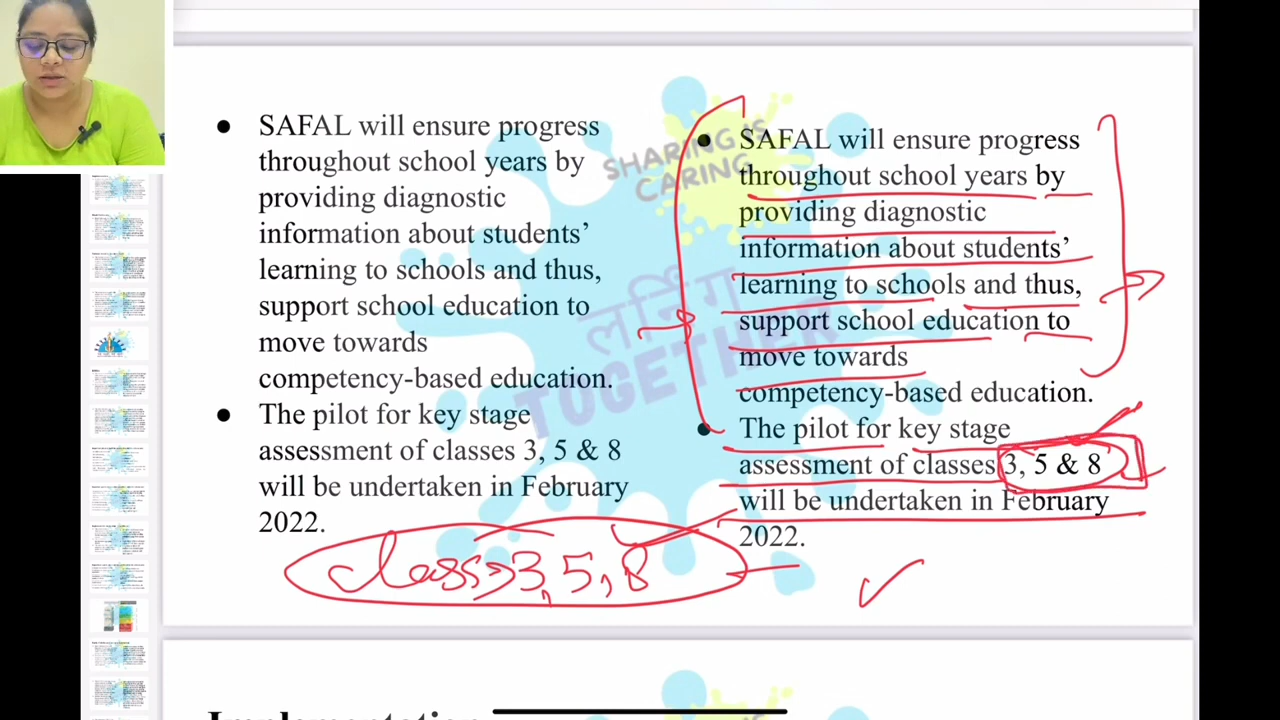 ● SAFAL will ensure progress
throughout school years by
providing diagnostic
information about students’
learning to schools and thus,
support school education to
move towards
competency-based education.
● The pilot for key stage
assessment of classes 3, 5 & 8
will be undertaken in February
2022.
● SAFAL will ensure progress
throughout school years by
providing diagnostic
information about students’
learning to schools and thus,
support school education to
move towards
competency-based education.
● The pilot for key stage
assessment of classes 3, 5 & 8
will be undertaken in February
2022.
SHARING IS
CARING
TOGETHER
Implementation